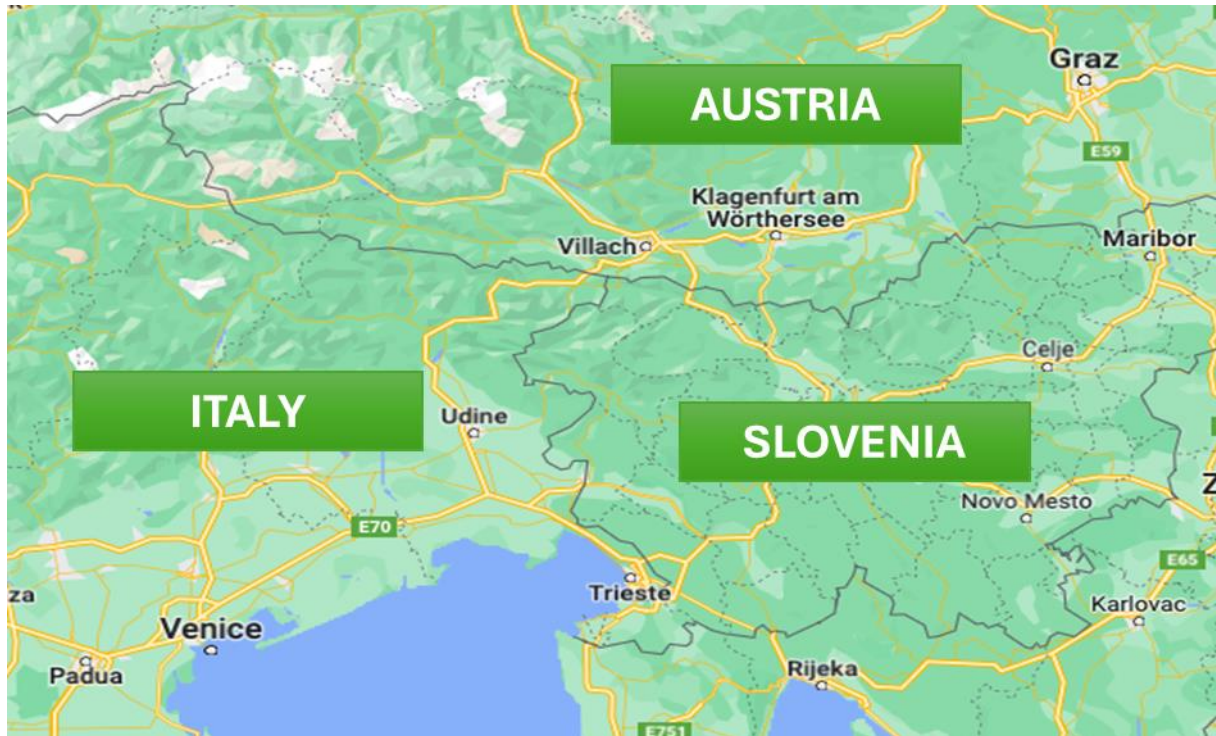 Graz
AUSTRIA
E59
Klagenfurt am
Wörthersee
Villach
Maribor
Celje
ITALY
Udine
SLOVENIA
Novo Mesto
E70
E65
Trieste
Karlovac
Venice
Padua
Rijeka
E751